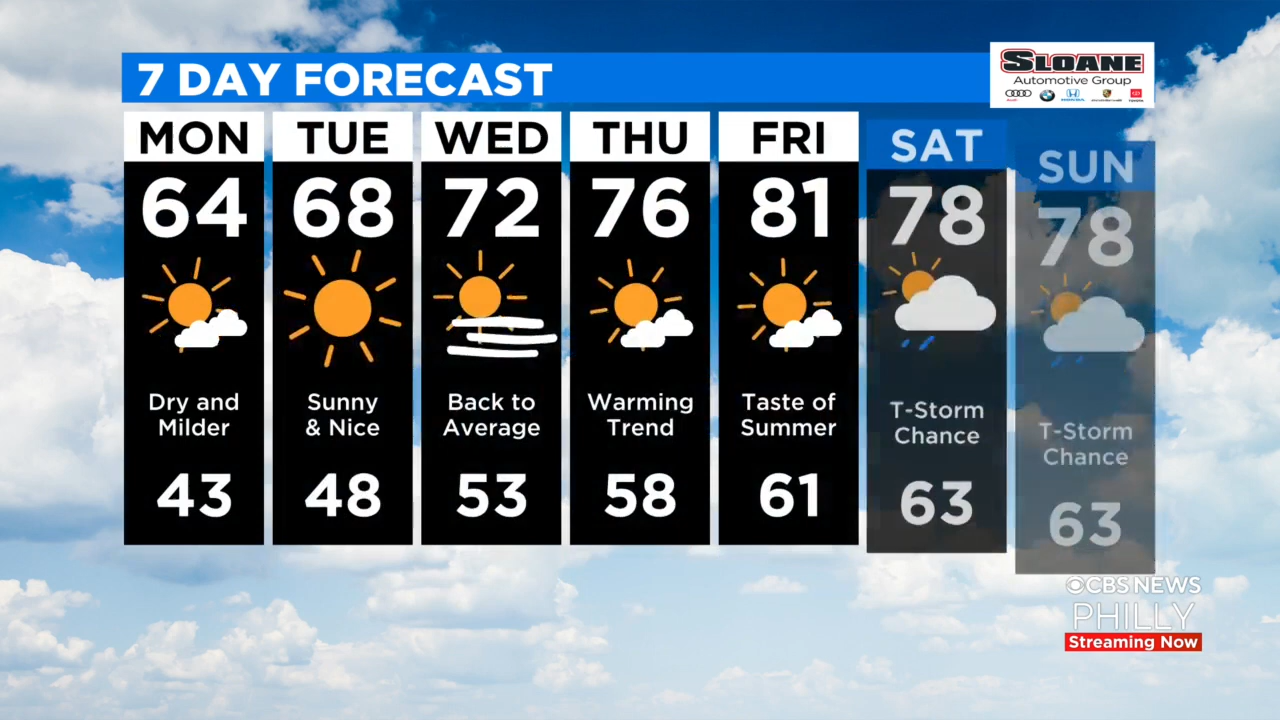 7 DAY FORECAST
SLOANE
Automotive Group
MON
64
Dry and
Milder
43
TUE
68
Sunny
& Nice
48
WED
72
Back to
Average
53
THU
76
Warming
Trend
58
FRI
81
Taste of
Summer
61
SAT
78
T-Storm
Chance
63
SUN
78
T-Storm
Chance
63
CBS NEWS
PHILLY
Streaming Now